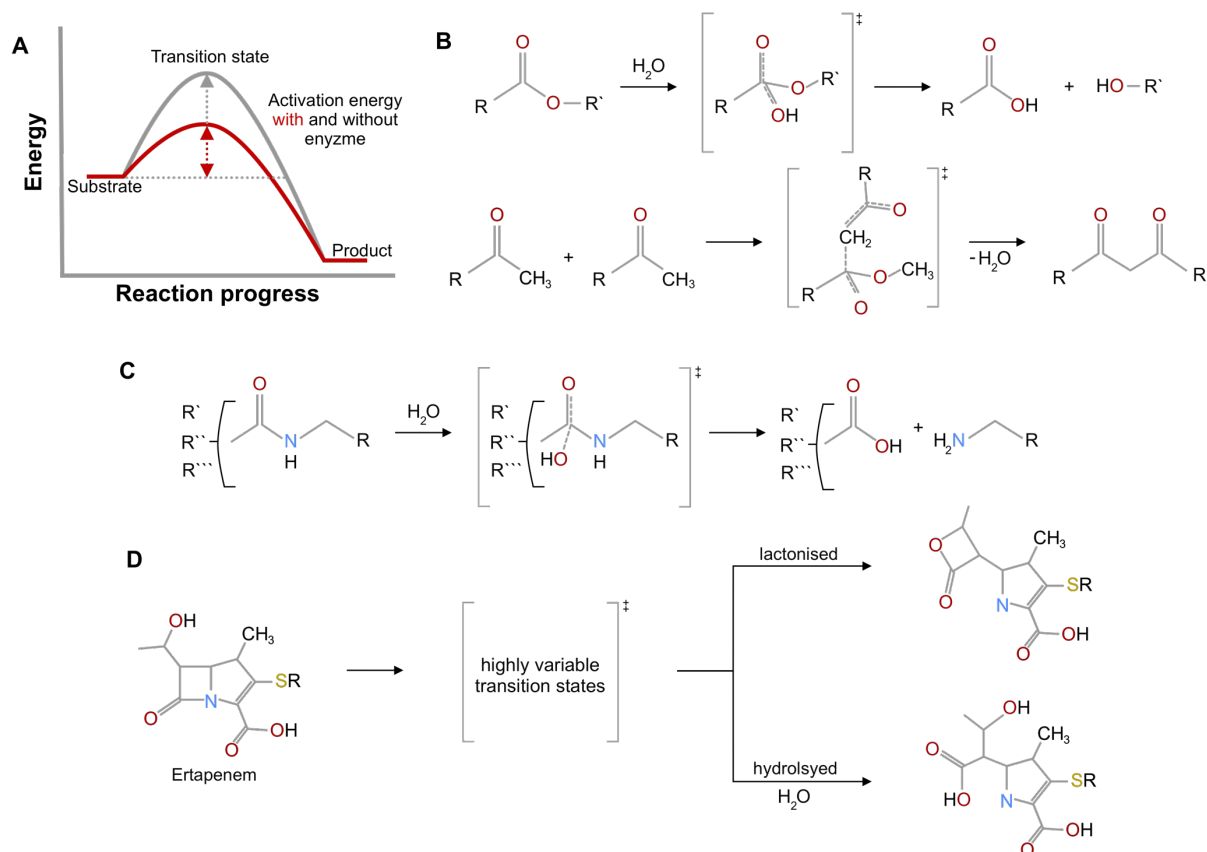 A
Transition state
Activation energy
with and without
enyzme
Energy
Substrate
Product
Reaction progress
B
O
R
O
R`
H₂O
‡
O
R
O
R`
OH
O
R
OH
+
HO
R`
O
R
CH₃
+
O
R
CH₃
‡
R
O
CH₂
O
CH₃
R
O
-H₂O
O
O
R
R
C
R`
R``
R```
O
N
H
R
H₂O
‡
R`
R``
R```
O
HO
N
H
R
R`
R``
R```
O
OH
+
H₂N
R
D
OH
CH₃
SR
N
O
OH
O
Ertapenem
‡
highly variable
transition states
lactonised
O
O
CH₃
SR
N
OH
O
hydrolsyed
H₂O
OH
O
CH₃
SR
HO
N
OH
O